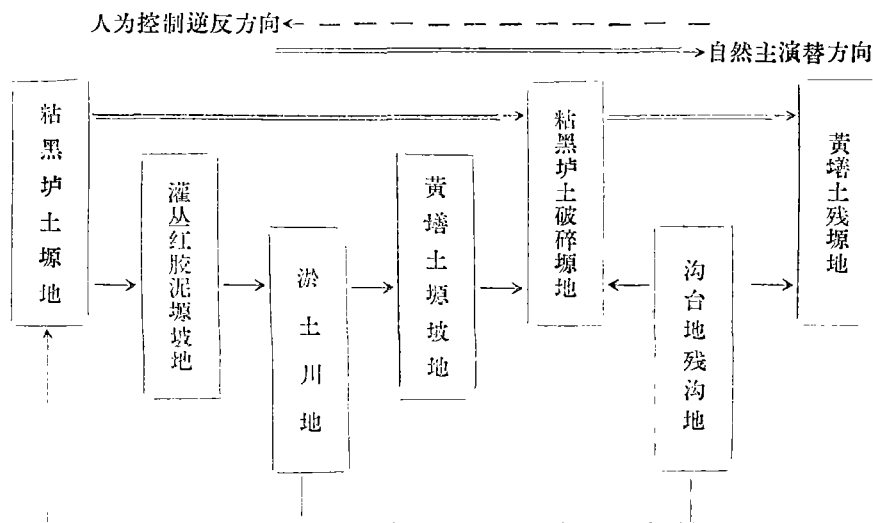 人为控制逆反方向
自然主演替方向
粘黑垆土塬地
灌丛红胶泥塬坡地
淤土川地
黄墡土塬坡地
粘黑垆土破碎塬地
沟台地残沟地
黄墡土残塬地